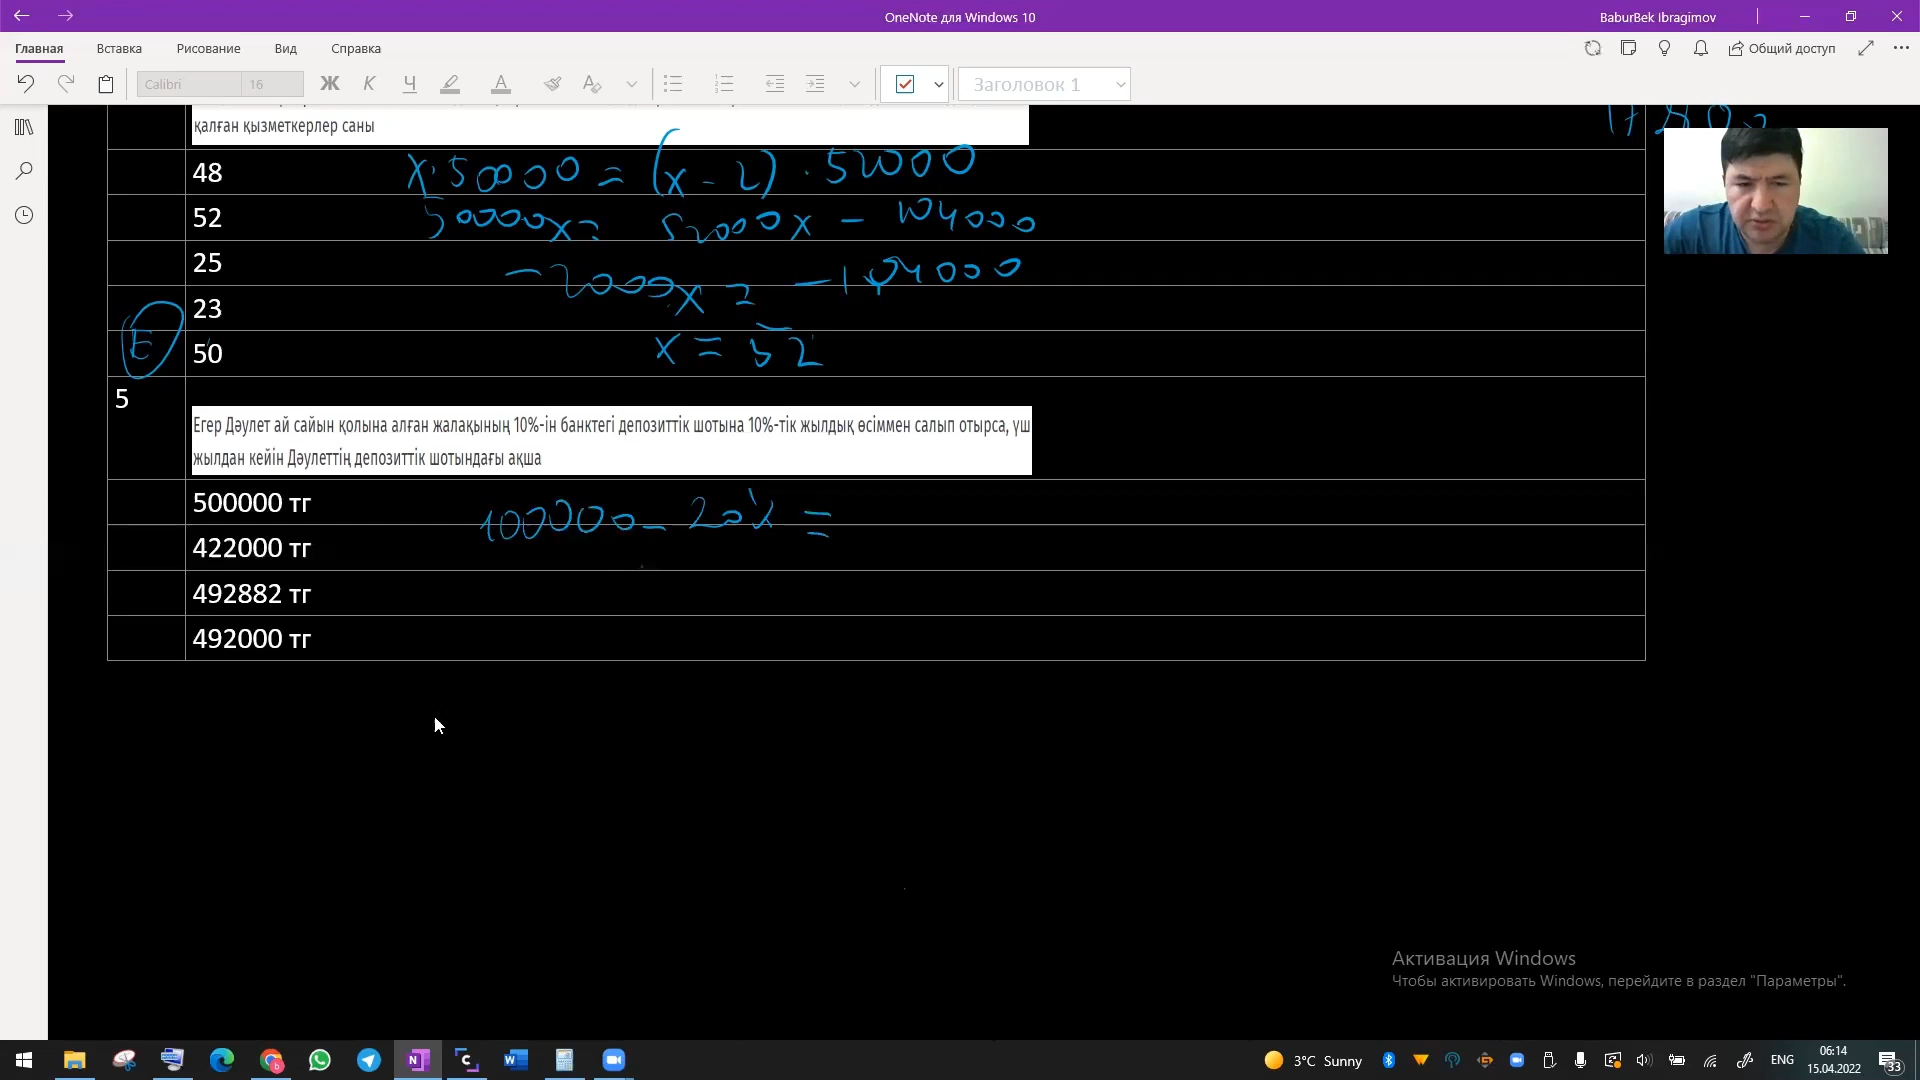 OneNote для Windows 10
BaburBek Ibragimov
Главная Вставка Рисование Вид Справка
Общий доступ
Calibri 16 Ж К Ч А Заголовок 1
қалған қызметкерлер саны
48
x·50000 = (x - 2) · 52000
52
50000x = 52000x - 104000
25
-2000x = -104000
23
E
50
x = 52
5
Егер Дәулет ай сайын қолына алған жалақының 10%-ін банктегі депозиттік шотына 10%-тік жылдық өсіммен салып отырса, үш
жылдан кейін Дәулеттің депозиттік шотындағы ақша
500000 тг
100000 - 20% =
422000 тг
492882 тг
492000 тг
Активация Windows
Чтобы активировать Windows, перейдите в раздел "Параметры".
3°C Sunny
ENG
06:14
15.04.2022
33